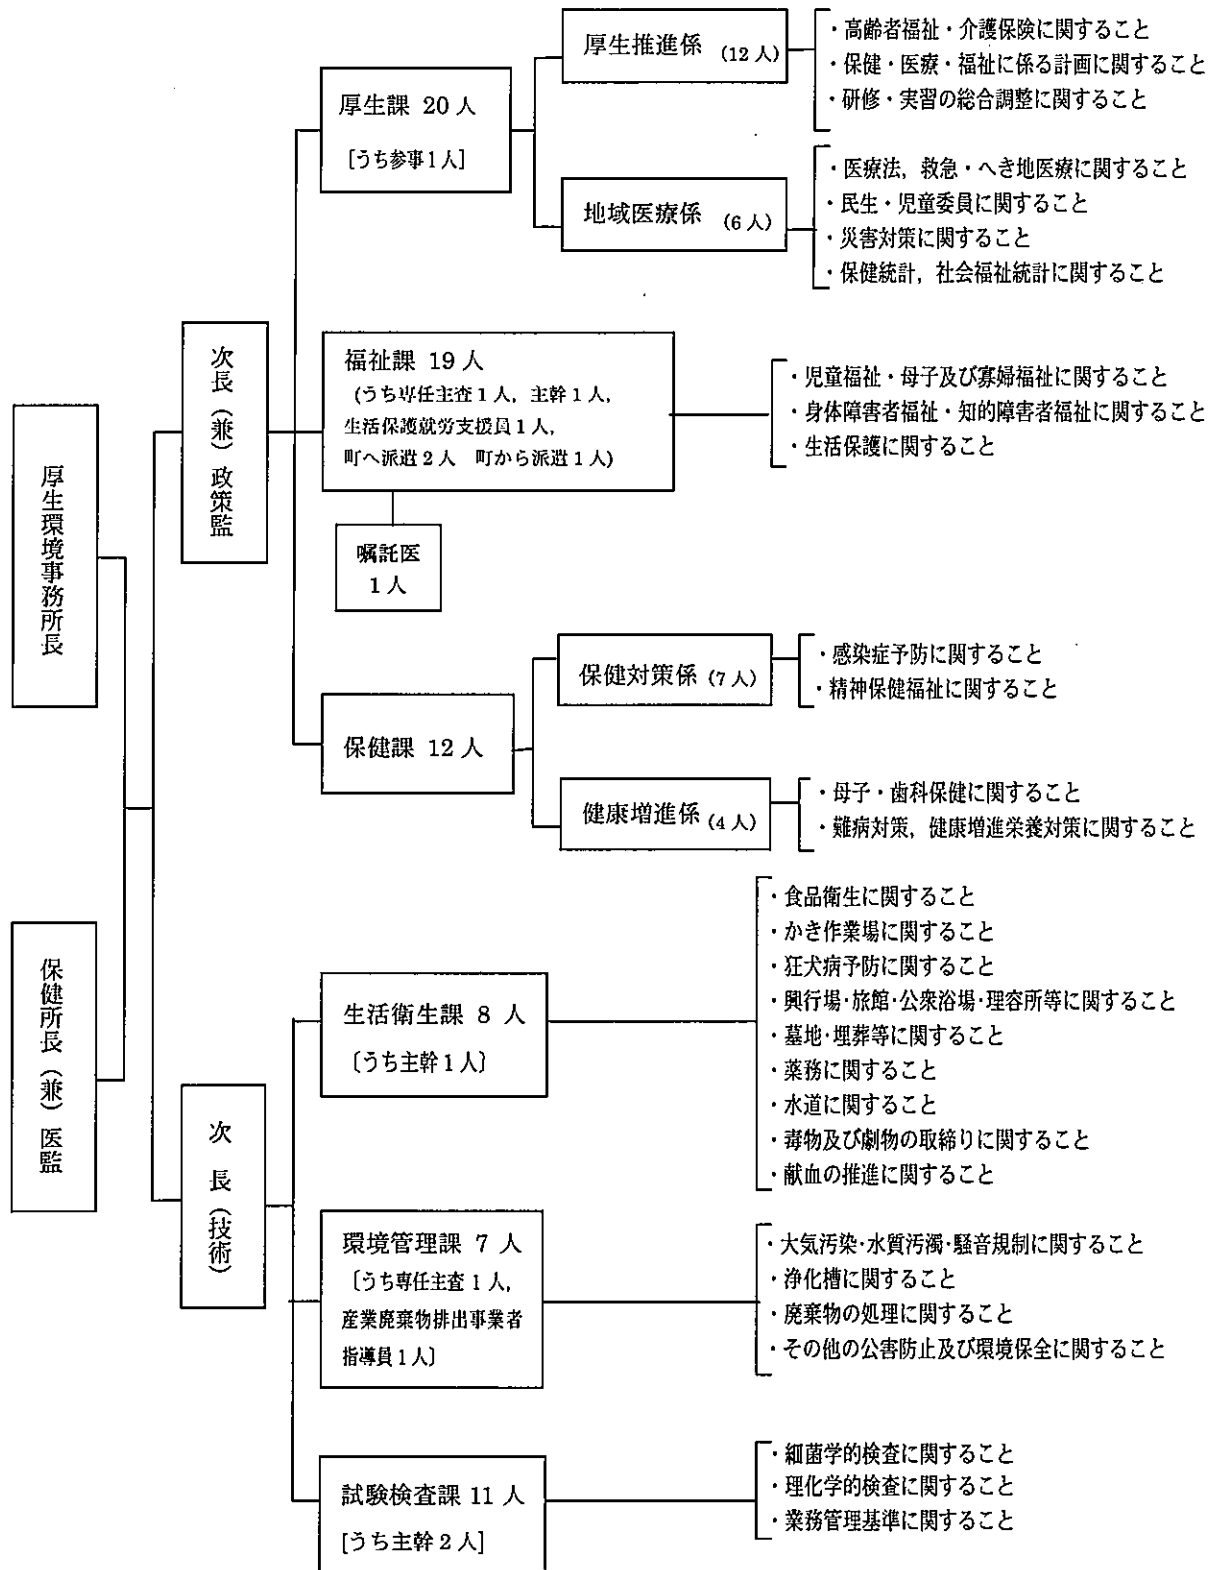 厚生環境事務所長
保健所長（兼）医監
次長（兼）政策監
厚生課 20人
[うち参事1人]
厚生推進係 (12人)
・高齢者福祉・介護保険に関すること
・保健・医療・福祉に係る計画に関すること
・研修・実習の総合調整に関すること
地域医療係 (6人)
・医療法，救急・へき地医療に関すること
・民生・児童委員に関すること
・災害対策に関すること
・保健統計，社会福祉統計に関すること
福祉課 19人
(うち専任主査1人，主幹1人，
生活保護就労支援員1人，
町へ派遣2人　町から派遣1人)
・児童福祉・母子及び寡婦福祉に関すること
・身体障害者福祉・知的障害者福祉に関すること
・生活保護に関すること
嘱託医
1人
保健課 12人
保健対策係 (7人)
・感染症予防に関すること
・精神保健福祉に関すること
健康増進係 (4人)
・母子・歯科保健に関すること
・難病対策，健康増進栄養対策に関すること
次 長（技術）
生活衛生課 8 人
〔うち主幹1人〕
・食品衛生に関すること
・かき作業場に関すること
・狂犬病予防に関すること
・興行場・旅館・公衆浴場・理容所等に関すること
・墓地・埋葬等に関すること
・薬務に関すること
・水道に関すること
・毒物及び劇物の取締りに関すること
・献血の推進に関すること
環境管理課 7 人
〔うち専任主査1人，
産業廃棄物排出事業者
指導員1人〕
・大気汚染・水質汚濁・騒音規制に関すること
・浄化槽に関すること
・廃棄物の処理に関すること
・その他の公害防止及び環境保全に関すること
試験検査課 11人
[うち主幹2人]
・細菌学的検査に関すること
・理化学的検査に関すること
・業務管理基準に関すること